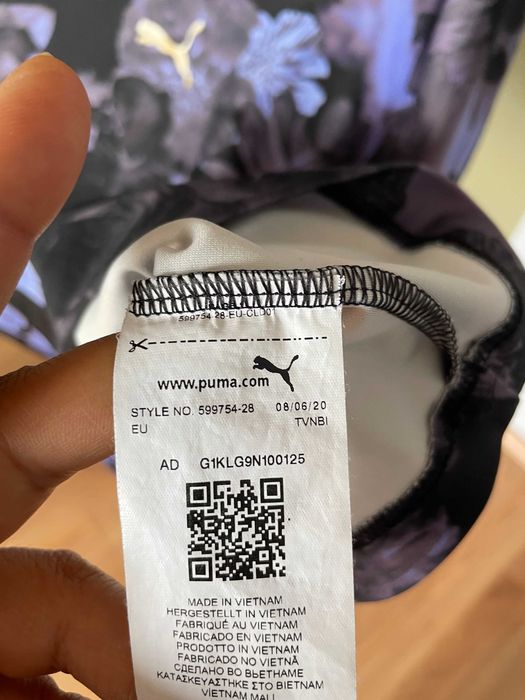 599754-28-EU-CLD01
www.puma.com
STYLE NO. 599754-28 08/06/20
EU TVNBI
AD G1KLG9N100125
MADE IN VIETNAM
HERGESTELLT IN VIETNAM
FABRIQUÉ AU VIETNAM
FABRICADO EN VIETNAM
PRODOTTO IN VIETNAM
FABRICADO NO VIETNÃ
СДЕЛАНО ВО ВЬЕТНАМЕ
ΚΑΤΑΣΚΕΥΑΣΤΗΚΕ ΣΤΟ ΒΙΕΤΝΑΜ
VIETNAM MALI